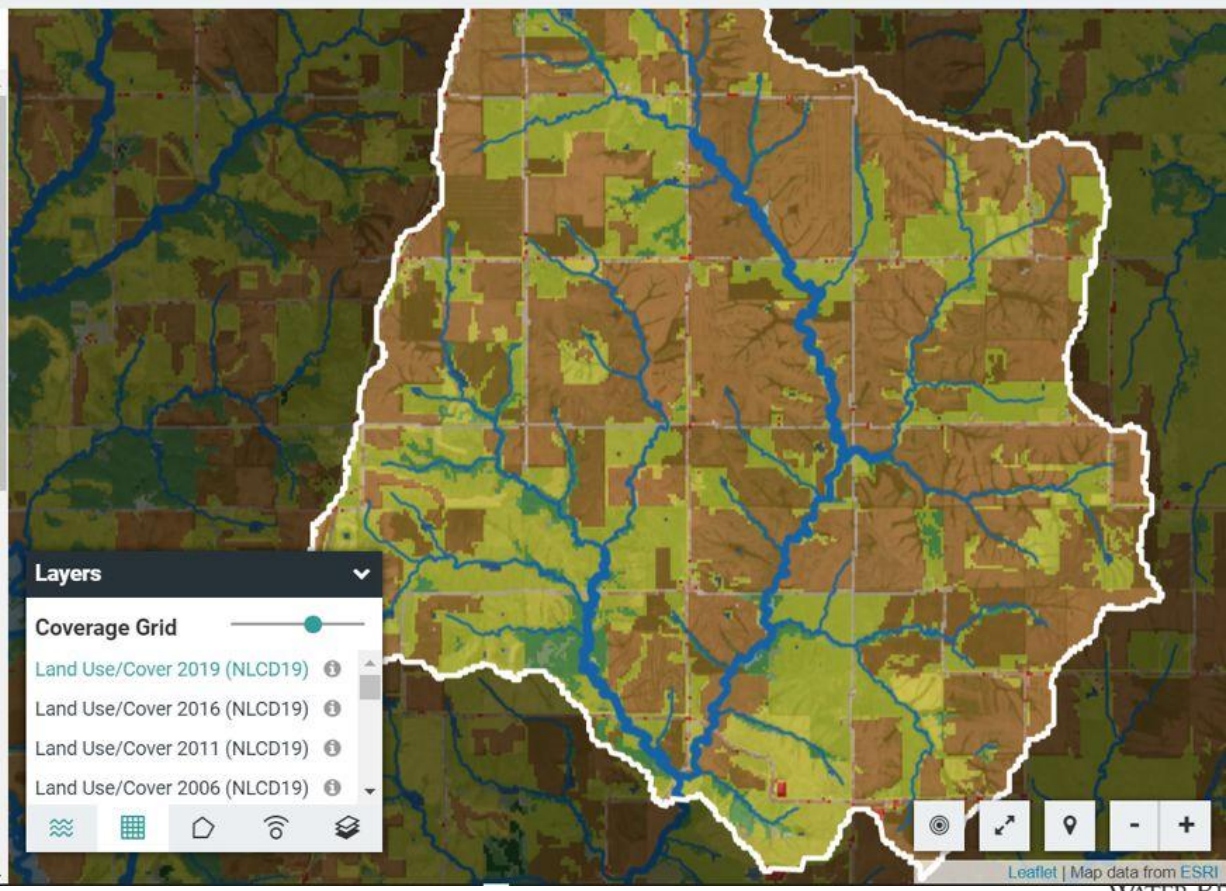 Layers
Coverage Grid
Land Use/Cover 2019 (NLCD19)
Land Use/Cover 2016 (NLCD19)
Land Use/Cover 2011 (NLCD19)
Land Use/Cover 2006 (NLCD19)
- +
Leaflet | Map data from ESRI